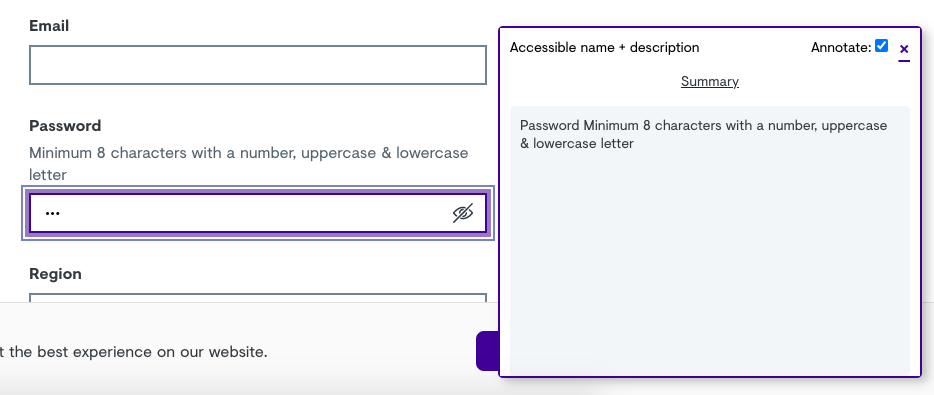 Email
Password
Minimum 8 characters with a number, uppercase & lowercase
letter
•••
Region
t the best experience on our website.
Accessible name + description
Annotate:
×
Summary
Password Minimum 8 characters with a number, uppercase
& lowercase letter